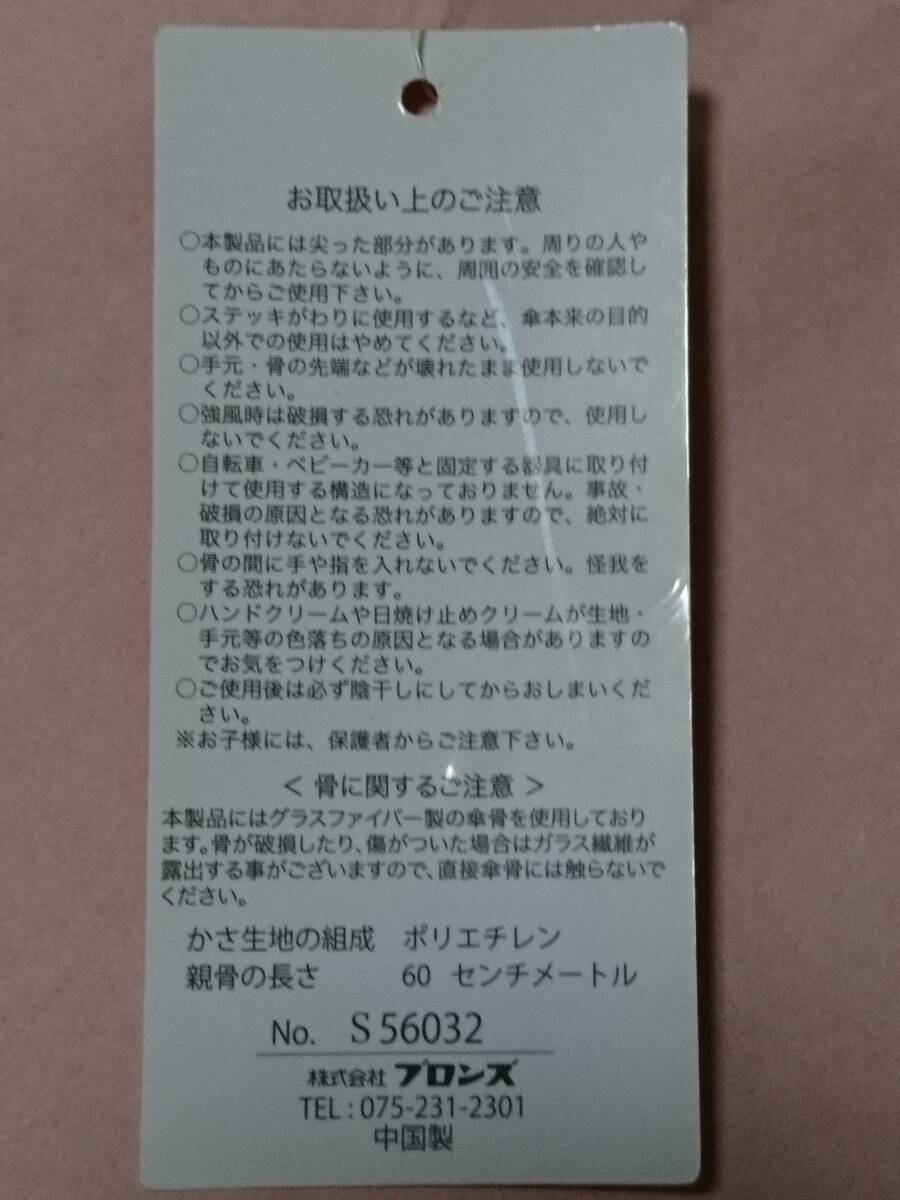 お取扱い上のご注意
○本製品には尖った部分があります。周りの人や
ものにあたらないように、周囲の安全を確認し
てからご使用下さい。
○ステッキがわりに使用するなど、傘本来の目的
以外での使用はやめてください。
○手元・骨の先端などが壊れたまま使用しないで
ください。
○強風時は破損する恐れがありますので、使用し
ないでください。
○自転車・ベビーカー等と固定する器具に取り付
けて使用する構造になっておりません。事故・
破損の原因となる恐れがありますので、絶対に
取り付けないでください。
○骨の間に手や指を入れないでください。怪我を
する恐れがあります。
○ハンドクリームや日焼け止めクリームが生地・
手元等の色落ちの原因となる場合がありますの
でお気をつけください。
○ご使用後は必ず陰干しにしてからおしまいくだ
さい。
※お子様には、保護者からご注意下さい。
＜ 骨に関するご注意 ＞
本製品にはグラスファイバー製の傘骨を使用しており
ます。骨が破損したり、傷がついた場合はガラス繊維が
露出する事がございますので、直接傘骨には触らないで
ください。
かさ生地の組成 ポリエチレン
親骨の長さ 60 センチメートル
No. S 56032
株式会社 ブロンズ
TEL : 075-231-2301
中国製